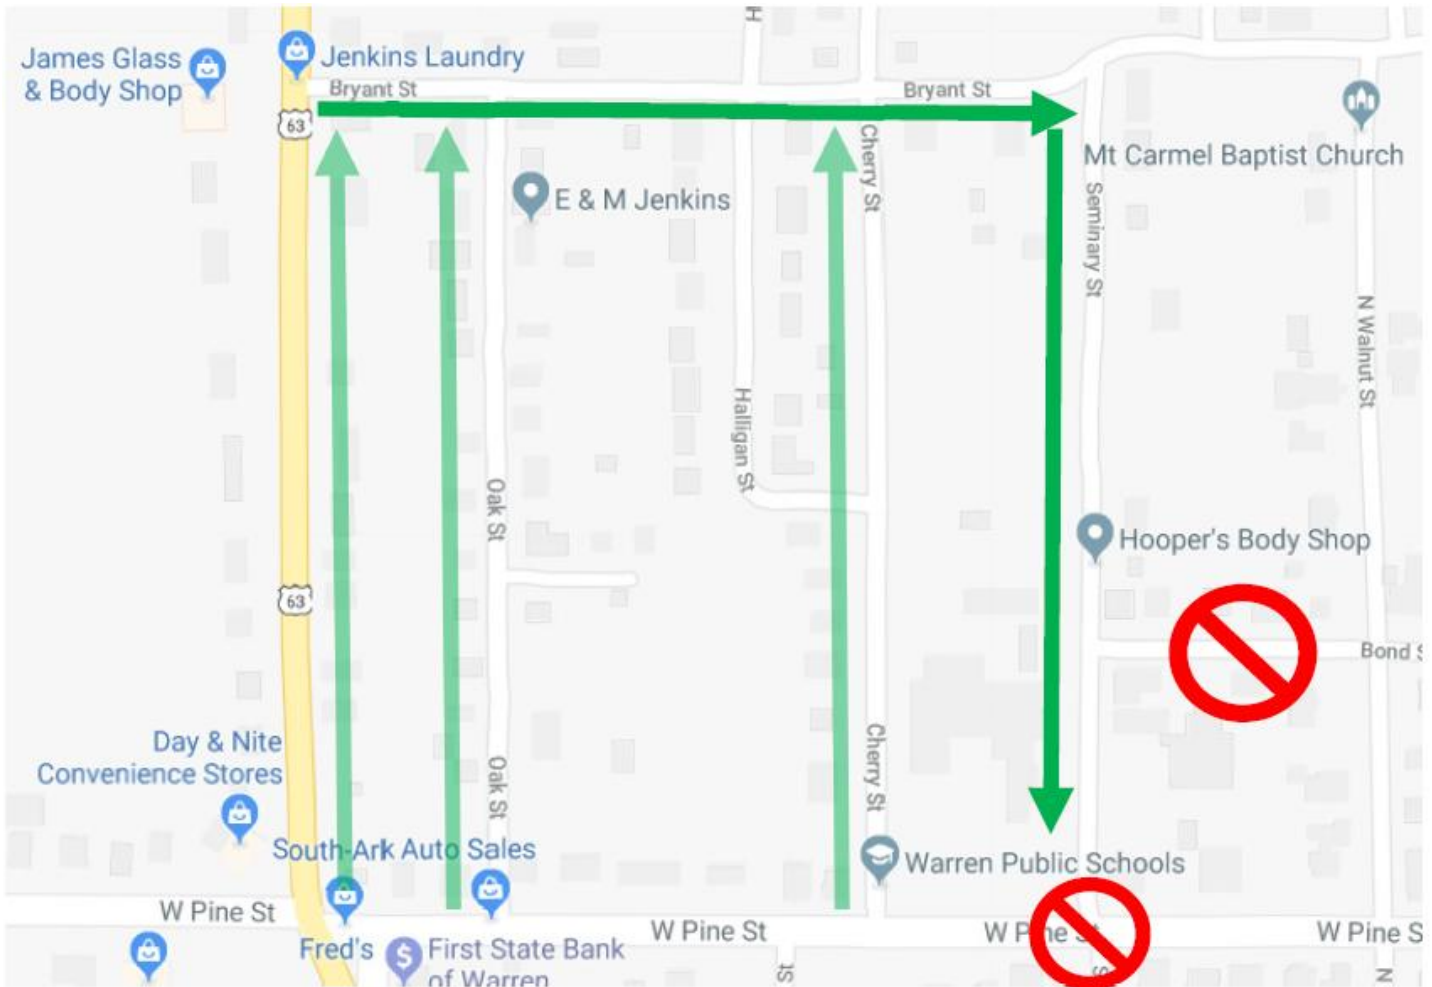 H
James Glass
& Body Shop
Jenkins Laundry
Bryant St
Bryant St
63
Cherry St
Mt Carmel Baptist Church
E & M Jenkins
Seminary St
N Walnut St
Halligan St
Oak St
Hooper's Body Shop
63
Bond S
Day & Nite
Convenience Stores
Oak St
Cherry St
South-Ark Auto Sales
Warren Public Schools
W Pine St
W Pine St
W Pine St
W Pine S
Fred's
$ First State Bank
of Warren
St
S
N